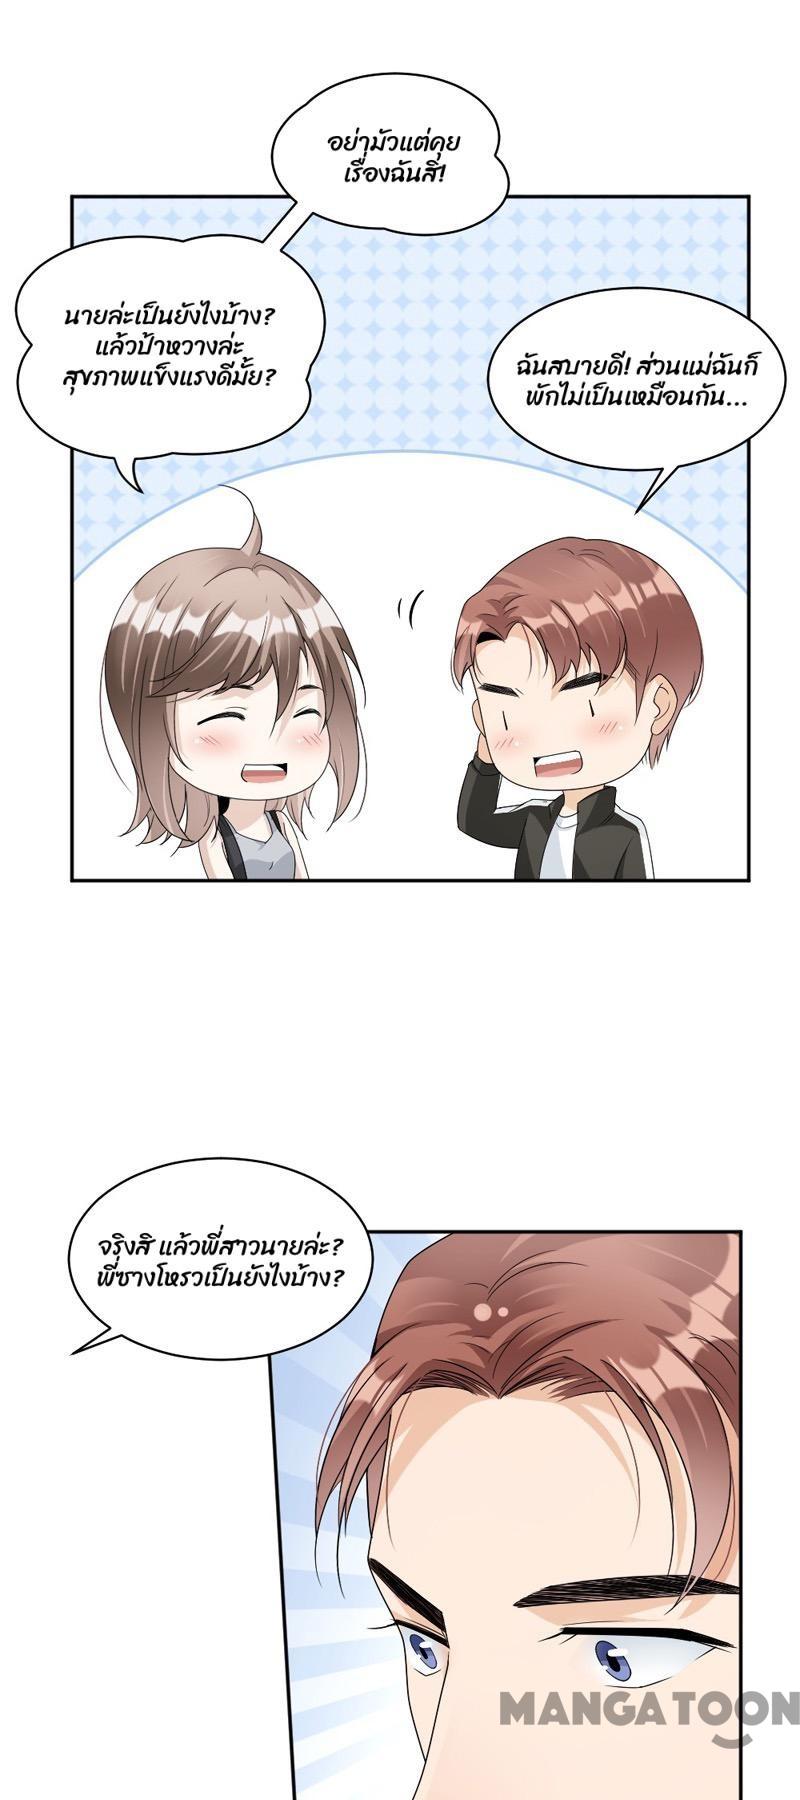 อย่ามัวแต่คุย
เรื่องฉันสิ!
นายล่ะเป็นยังไงบ้าง?
แล้วป้าหวางล่ะ
สุขภาพแข็งแรงดีมั้ย?
ฉันสบายดี! ส่วนแม่ฉันก็
พักไม่เป็นเหมือนกัน...
จริงสิ แล้วพี่สาวนายล่ะ?
พี่ซางโหรวเป็นยังไงบ้าง?
MANGATOON